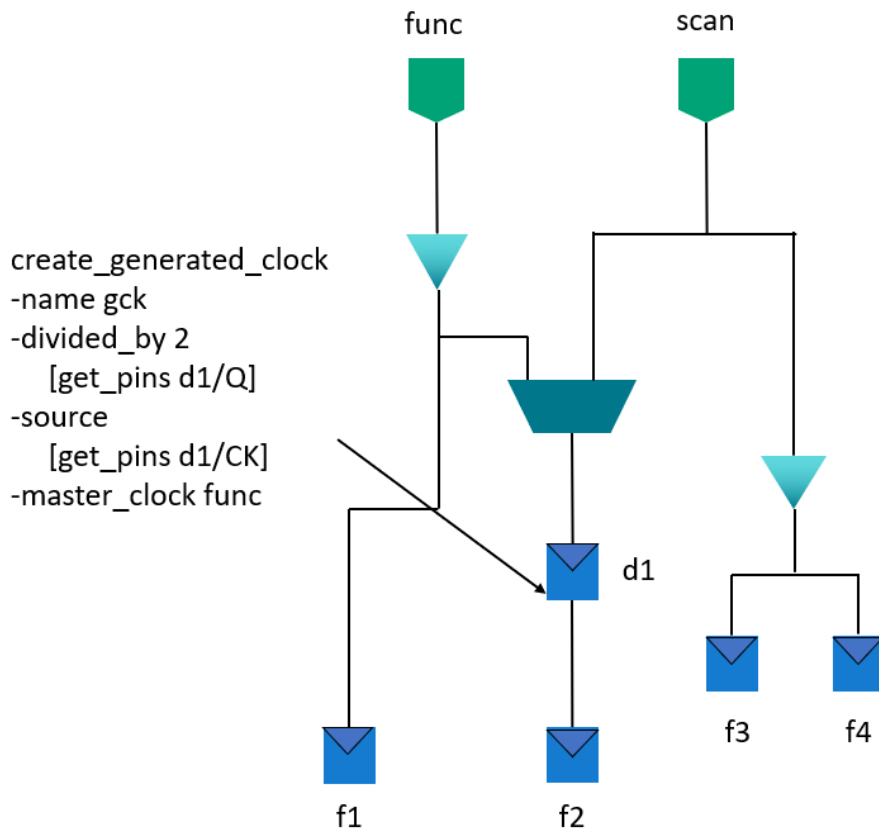 func
scan
create_generated_clock
-name gck
-divided_by 2
[get_pins d1/Q]
-source
[get_pins d1/CK]
-master_clock func
d1
f3
f4
f1
f2